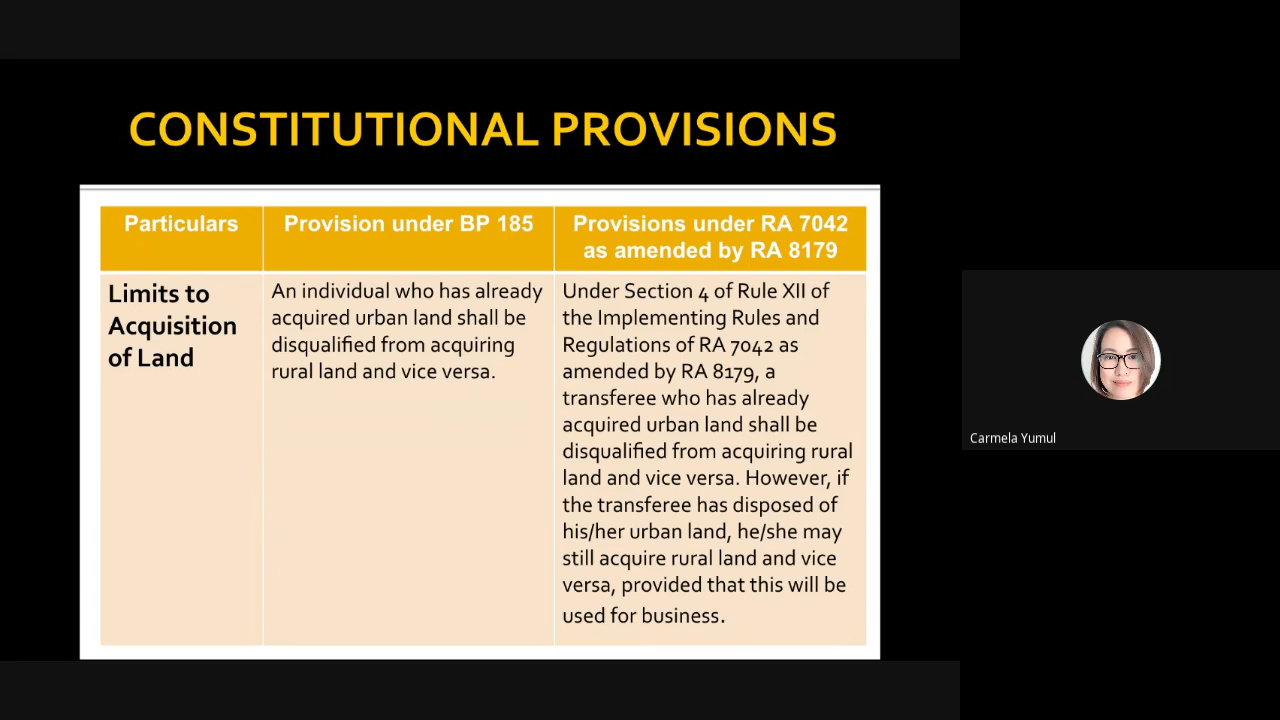 CONSTITUTIONAL PROVISIONS
Particulars
Provision under BP 185
Provisions under RA 7042
as amended by RA 8179
Limits to
Acquisition
of Land
An individual who has already
acquired urban land shall be
disqualified from acquiring
rural land and vice versa.
Under Section 4 of Rule XII of
the Implementing Rules and
Regulations of RA 7042 as
amended by RA 8179, a
transferee who has already
acquired urban land shall be
disqualified from acquiring rural
land and vice versa. However, if
the transferee has disposed of
his/her urban land, he/she may
still acquire rural land and vice
versa, provided that this will be
used for business.
Carmela Yumul